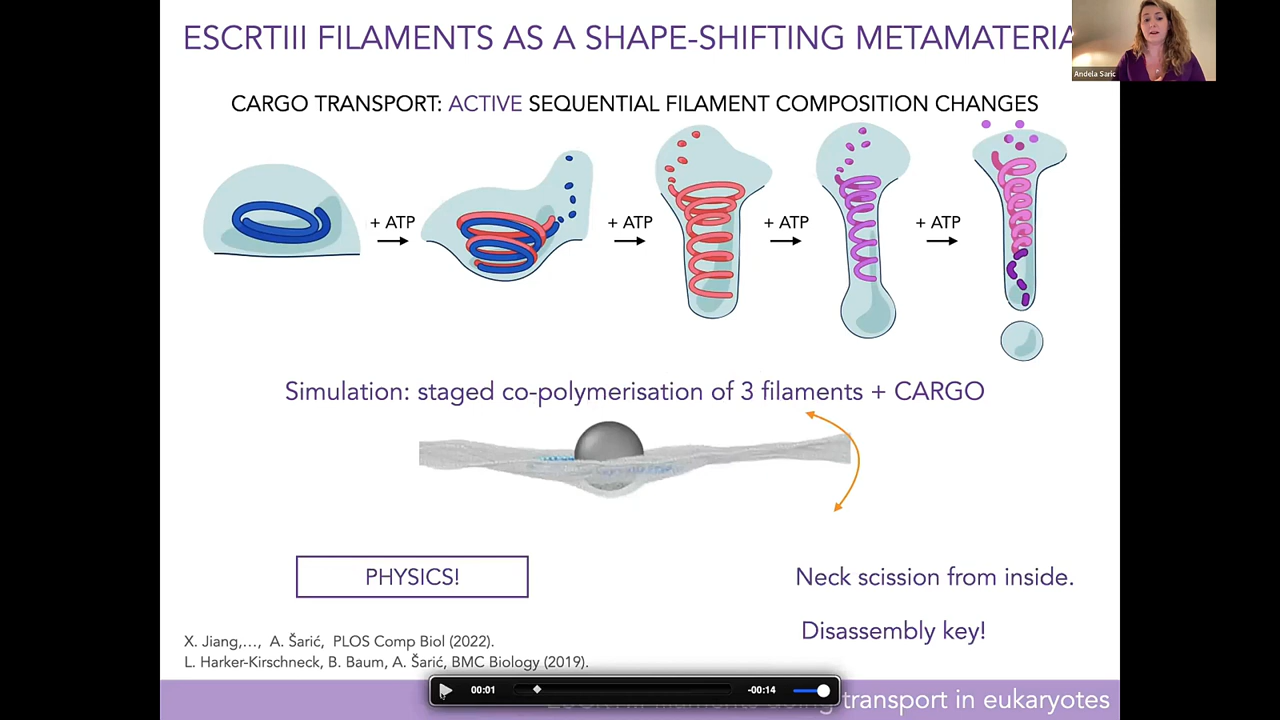 ESCRTIII FILAMENTS AS A SHAPE-SHIFTING METAMATERIA
Andela Saric
CARGO TRANSPORT: ACTIVE SEQUENTIAL FILAMENT COMPOSITION CHANGES
+ ATP
+ ATP
+ ATP
+ ATP
Simulation: staged co-polymerisation of 3 filaments + CARGO
PHYSICS!
Neck scission from inside.
Disassembly key!
X. Jiang,..., A. Šarić, PLOS Comp Biol (2022).
L. Harker-Kirschneck, B. Baum, A. Šarić, BMC Biology (2019).
00:01
-00:14
transport in eukaryotes